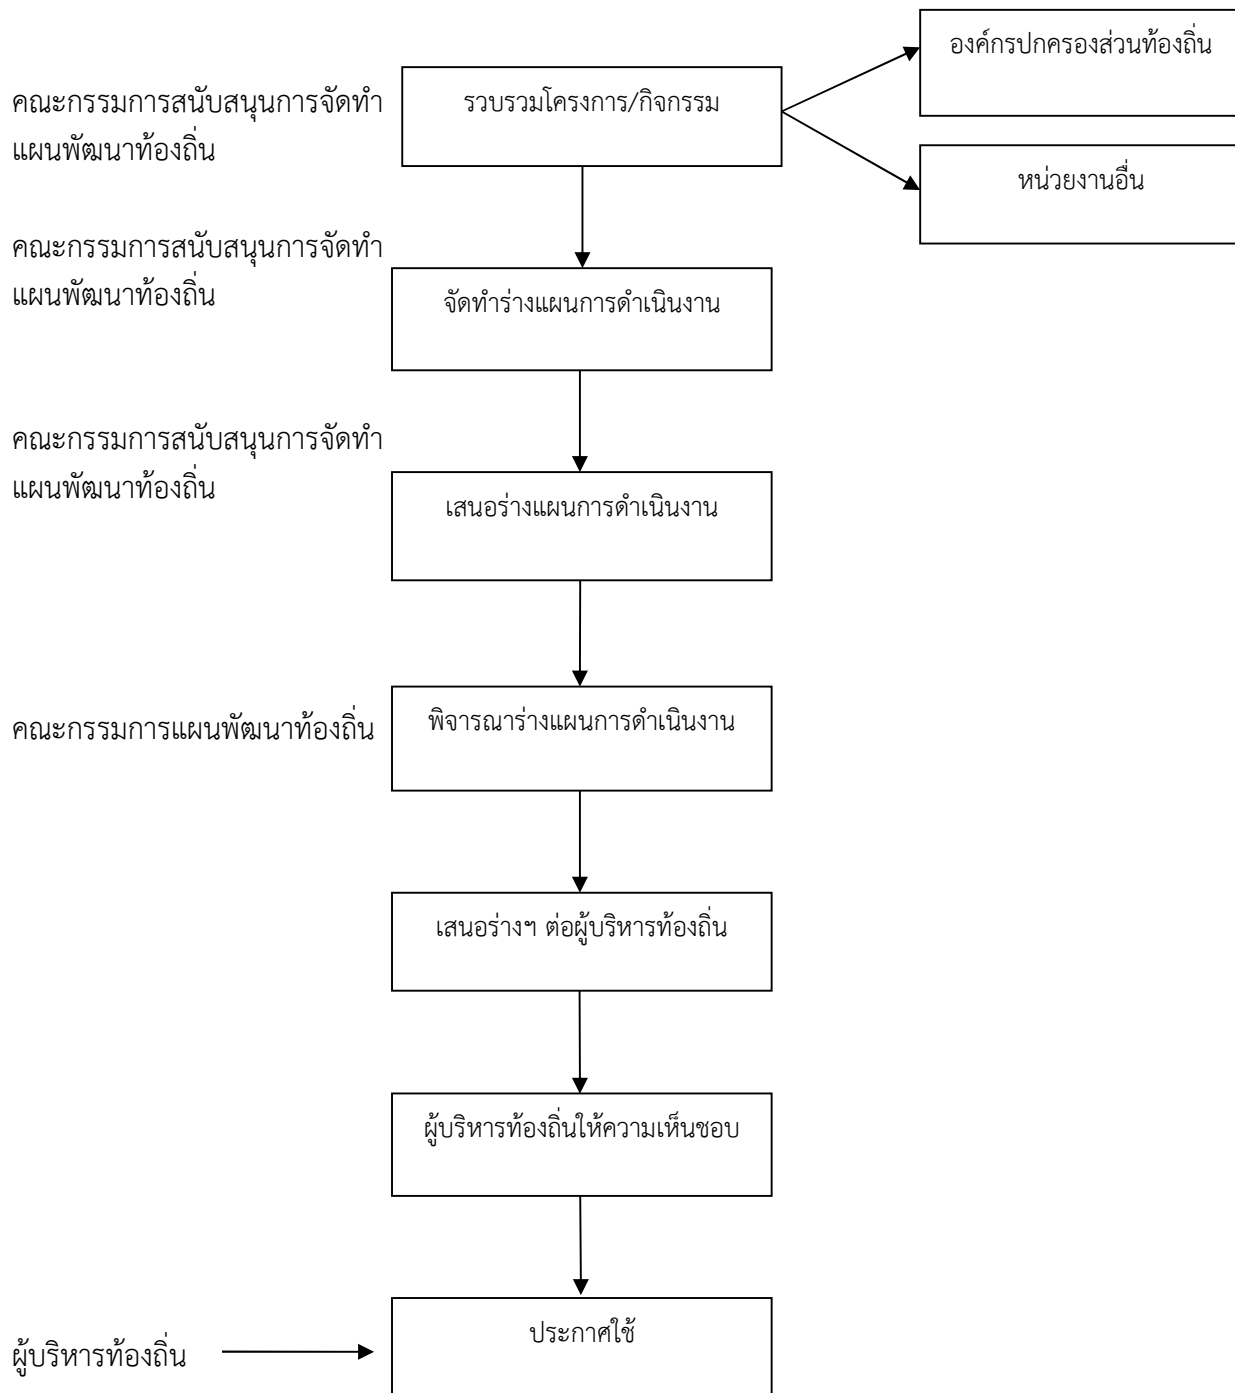 องค์กรปกครองส่วนท้องถิ่น
คณะกรรมการสนับสนุนการจัดทำ
แผนพัฒนาท้องถิ่น
รวบรวมโครงการ/กิจกรรม
หน่วยงานอื่น
คณะกรรมการสนับสนุนการจัดทำ
แผนพัฒนาท้องถิ่น
จัดทำร่างแผนการดำเนินงาน
คณะกรรมการสนับสนุนการจัดทำ
แผนพัฒนาท้องถิ่น
เสนอร่างแผนการดำเนินงาน
คณะกรรมการแผนพัฒนาท้องถิ่น
พิจารณาร่างแผนการดำเนินงาน
เสนอร่างฯ ต่อผู้บริหารท้องถิ่น
ผู้บริหารท้องถิ่นให้ความเห็นชอบ
ประกาศใช้
ผู้บริหารท้องถิ่น